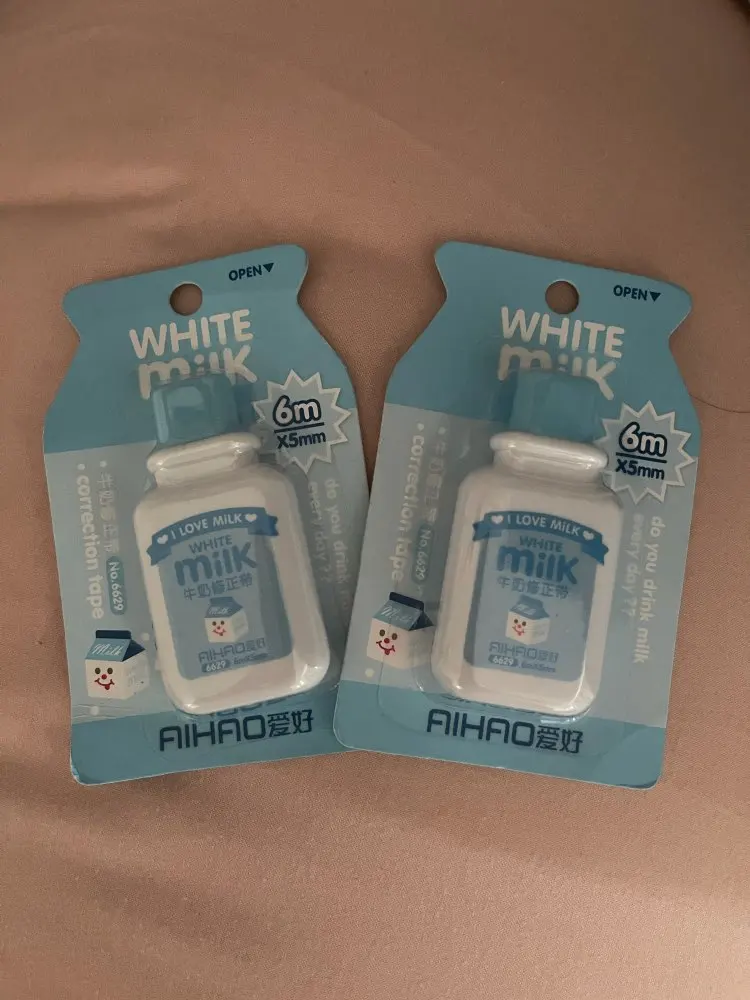 OPEN
WHITE
milk
6m
X5mm
• 牛奶修正带 No.6629
• correction tape
do you drink
every day??
I LOVE MILK
WHITE
milk
牛奶修正带
Milk
AIHAO爱好
6629 6mX5mm
Milk
AIHAO爱好
OPEN
WHITE
milk
6m
X5mm
• 牛奶修正带 No.6629
• correction tape
do you drink milk
every day??
I LOVE MILK
WHITE
milk
牛奶修正带
Milk
AIHAO爱好
6629 6mX5mm
Milk
AIHAO爱好